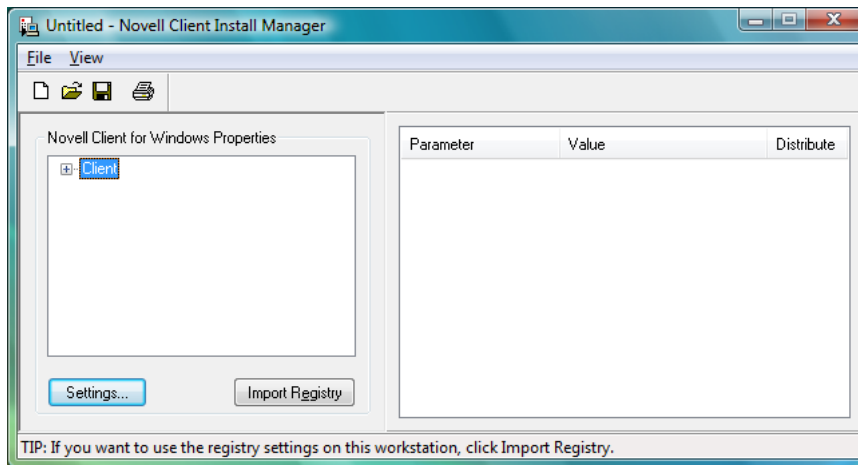 Untitled - Novell Client Install Manager
File View
Novell Client for Windows Properties
Client
Parameter Value Distribute
Settings... Import Registry
TIP: If you want to use the registry settings on this workstation, click Import Registry.